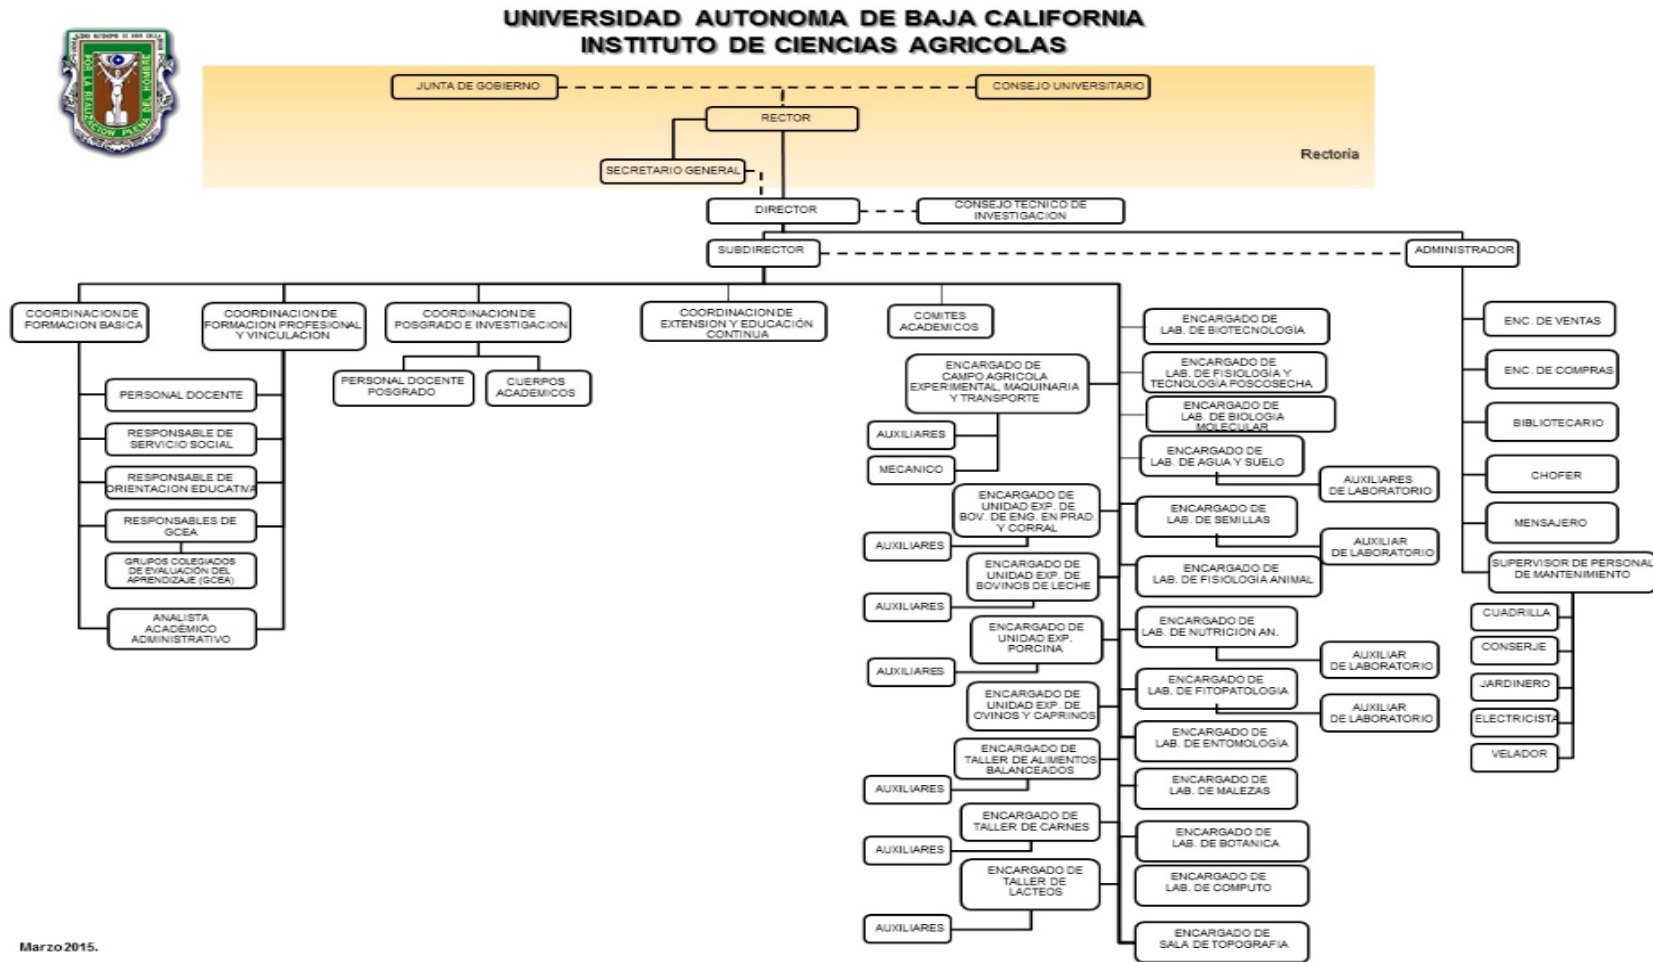 UNIVERSIDAD AUTONOMA DE BAJA CALIFORNIA
INSTITUTO DE CIENCIAS AGRICOLAS
POR LA REALIZACION PLENA DEL HOMBRE
JUNTA DE GOBIERNO
CONSEJO UNIVERSITARIO
RECTOR
Rectoría
SECRETARIO GENERAL
DIRECTOR
CONSEJO TECNICO DE
INVESTIGACION
SUBDIRECTOR
ADMINISTRADOR
COORDINACION DE
FORMACION BASICA
COORDINACION DE
FORMACION PROFESIONAL
Y VINCULACION
COORDINACION DE
POSGRADO E INVESTIGACION
COORDINACION DE
EXTENSION Y EDUCACIÓN
CONTINUA
COMITES
ACADEMICOS
PERSONAL DOCENTE
POSGRADO
CUERPOS
ACADEMICOS
PERSONAL DOCENTE
RESPONSABLE DE
SERVICIO SOCIAL
RESPONSABLE DE
ORIENTACION EDUCATIVA
RESPONSABLES DE
GCEA
GRUPOS COLEGIADOS
DE EVALUACIÓN DEL
APRENDIZAJE (GCEA)
ANALISTA
ACADÉMICO
ADMINISTRATIVO
ENCARGADO DE
CAMPO AGRICOLA
EXPERIMENTAL, MAQUINARIA
Y TRANSPORTE
AUXILIARES
MECANICO
ENCARGADO DE
UNIDAD EXP. DE
BOV. DE ENG. EN PRAD.
Y CORRAL
AUXILIARES
ENCARGADO DE
UNIDAD EXP. DE
BOVINOS DE LECHE
AUXILIARES
ENCARGADO DE
UNIDAD EXP.
PORCINA
AUXILIARES
ENCARGADO DE
UNIDAD EXP. DE
OVINOS Y CAPRINOS
ENCARGADO DE
TALLER DE ALIMENTOS
BALANCEADOS
AUXILIARES
ENCARGADO DE
TALLER DE CARNES
AUXILIARES
ENCARGADO DE
TALLER DE
LACTEOS
AUXILIARES
ENCARGADO DE
LAB. DE BIOTECNOLOGÍA
ENCARGADO DE
LAB. DE FISIOLOGÍA Y
TECNOLOGÍA POSCOSECHA
ENCARGADO DE
LAB. DE BIOLOGIA
MOLECULAR
ENCARGADO DE
LAB. DE AGUA Y SUELO
AUXILIARES
DE LABORATORIO
ENCARGADO DE
LAB. DE SEMILLAS
AUXILIAR
DE LABORATORIO
ENCARGADO DE
LAB. DE FISIOLOGÍA ANIMAL
ENCARGADO DE
LAB. DE NUTRICION AN.
AUXILIAR
DE LABORATORIO
ENCARGADO DE
LAB. DE FITOPATOLOGIA
AUXILIAR
DE LABORATORIO
ENCARGADO DE
LAB. DE ENTOMOLOGÍA
ENCARGADO DE
LAB. DE MALEZAS
ENCARGADO DE
LAB. DE BOTANICA
ENCARGADO DE
LAB. DE COMPUTO
ENCARGADO DE
SALA DE TOPOGRAFIA
ENC. DE VENTAS
ENC. DE COMPRAS
BIBLIOTECARIO
CHOFER
MENSAJERO
SUPERVISOR DE PERSONAL
DE MANTENIMIENTO
CUADRILLA
CONSERJE
JARDINERO
ELECTRICISTA
VELADOR
Marzo 2015.